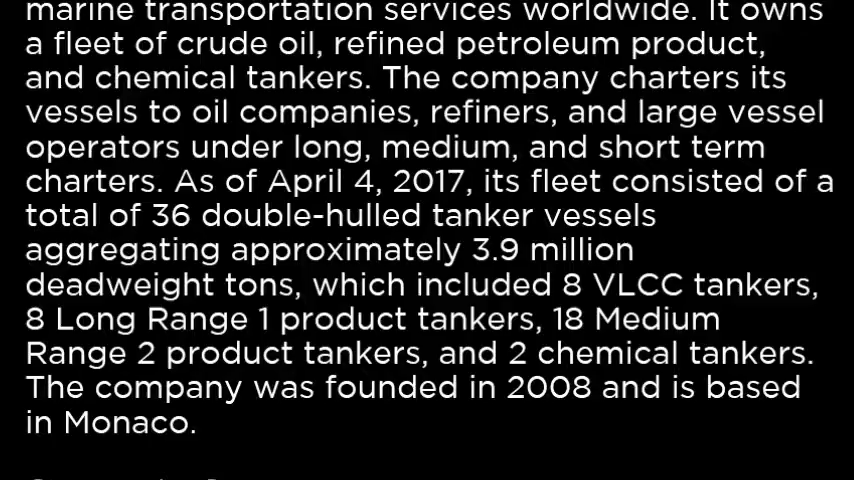 marine transportation services worldwide. It owns
a fleet of crude oil, refined petroleum product,
and chemical tankers. The company charters its
vessels to oil companies, refiners, and large vessel
operators under long, medium, and short term
charters. As of April 4, 2017, its fleet consisted of a
total of 36 double-hulled tanker vessels
aggregating approximately 3.9 million
deadweight tons, which included 8 VLCC tankers,
8 Long Range 1 product tankers, 18 Medium
Range 2 product tankers, and 2 chemical tankers.
The company was founded in 2008 and is based
in Monaco.